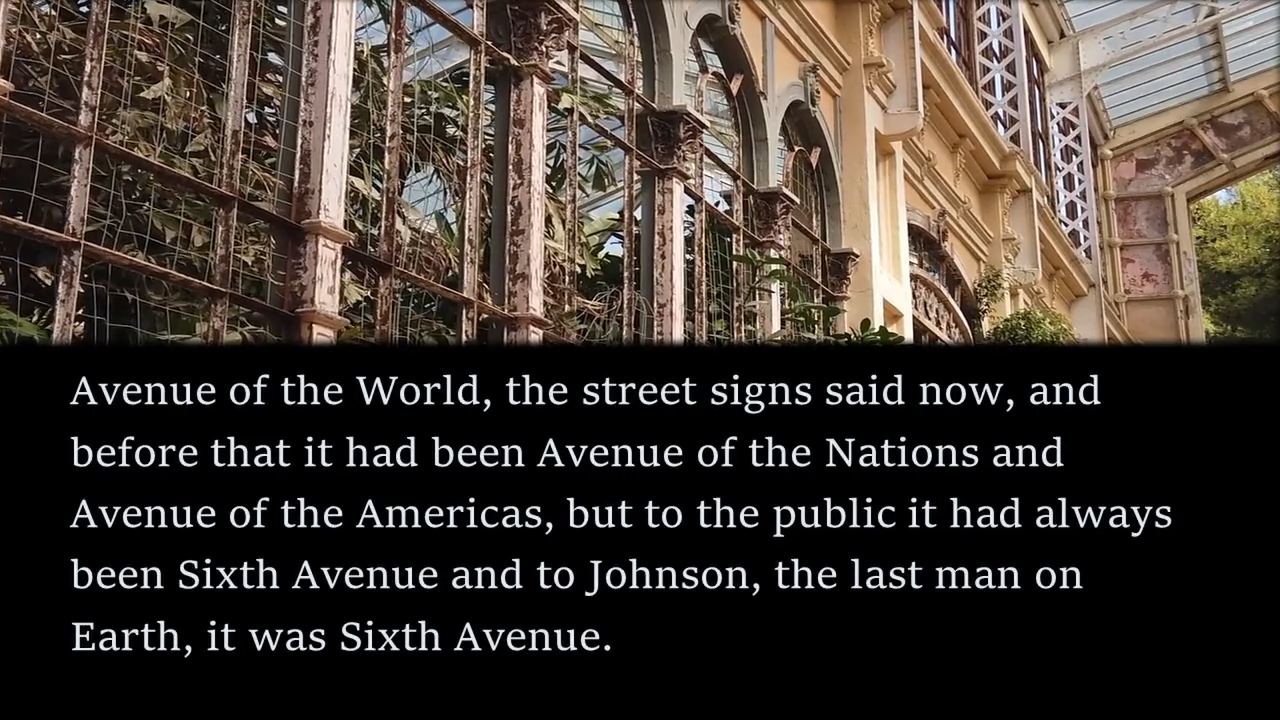 Avenue of the World, the street signs said now, and
before that it had been Avenue of the Nations and
Avenue of the Americas, but to the public it had always
been Sixth Avenue and to Johnson, the last man on
Earth, it was Sixth Avenue.